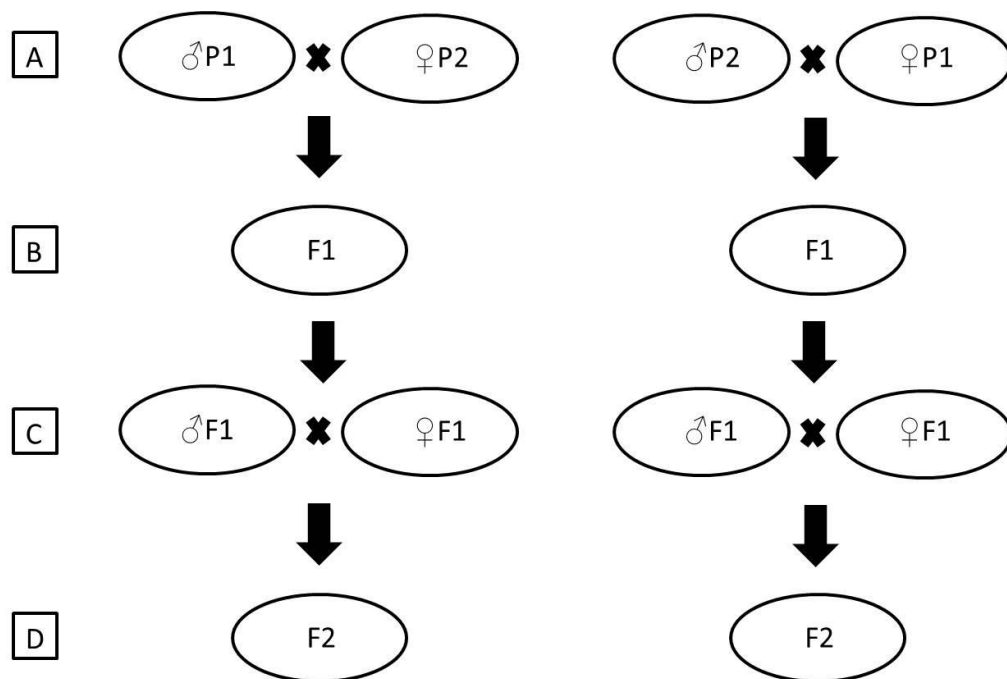 A ♂P1 ✖ ♀P2 ♂P2 ✖ ♀P1
B F1 F1
C ♂F1 ✖ ♀F1 ♂F1 ✖ ♀F1
D F2 F2